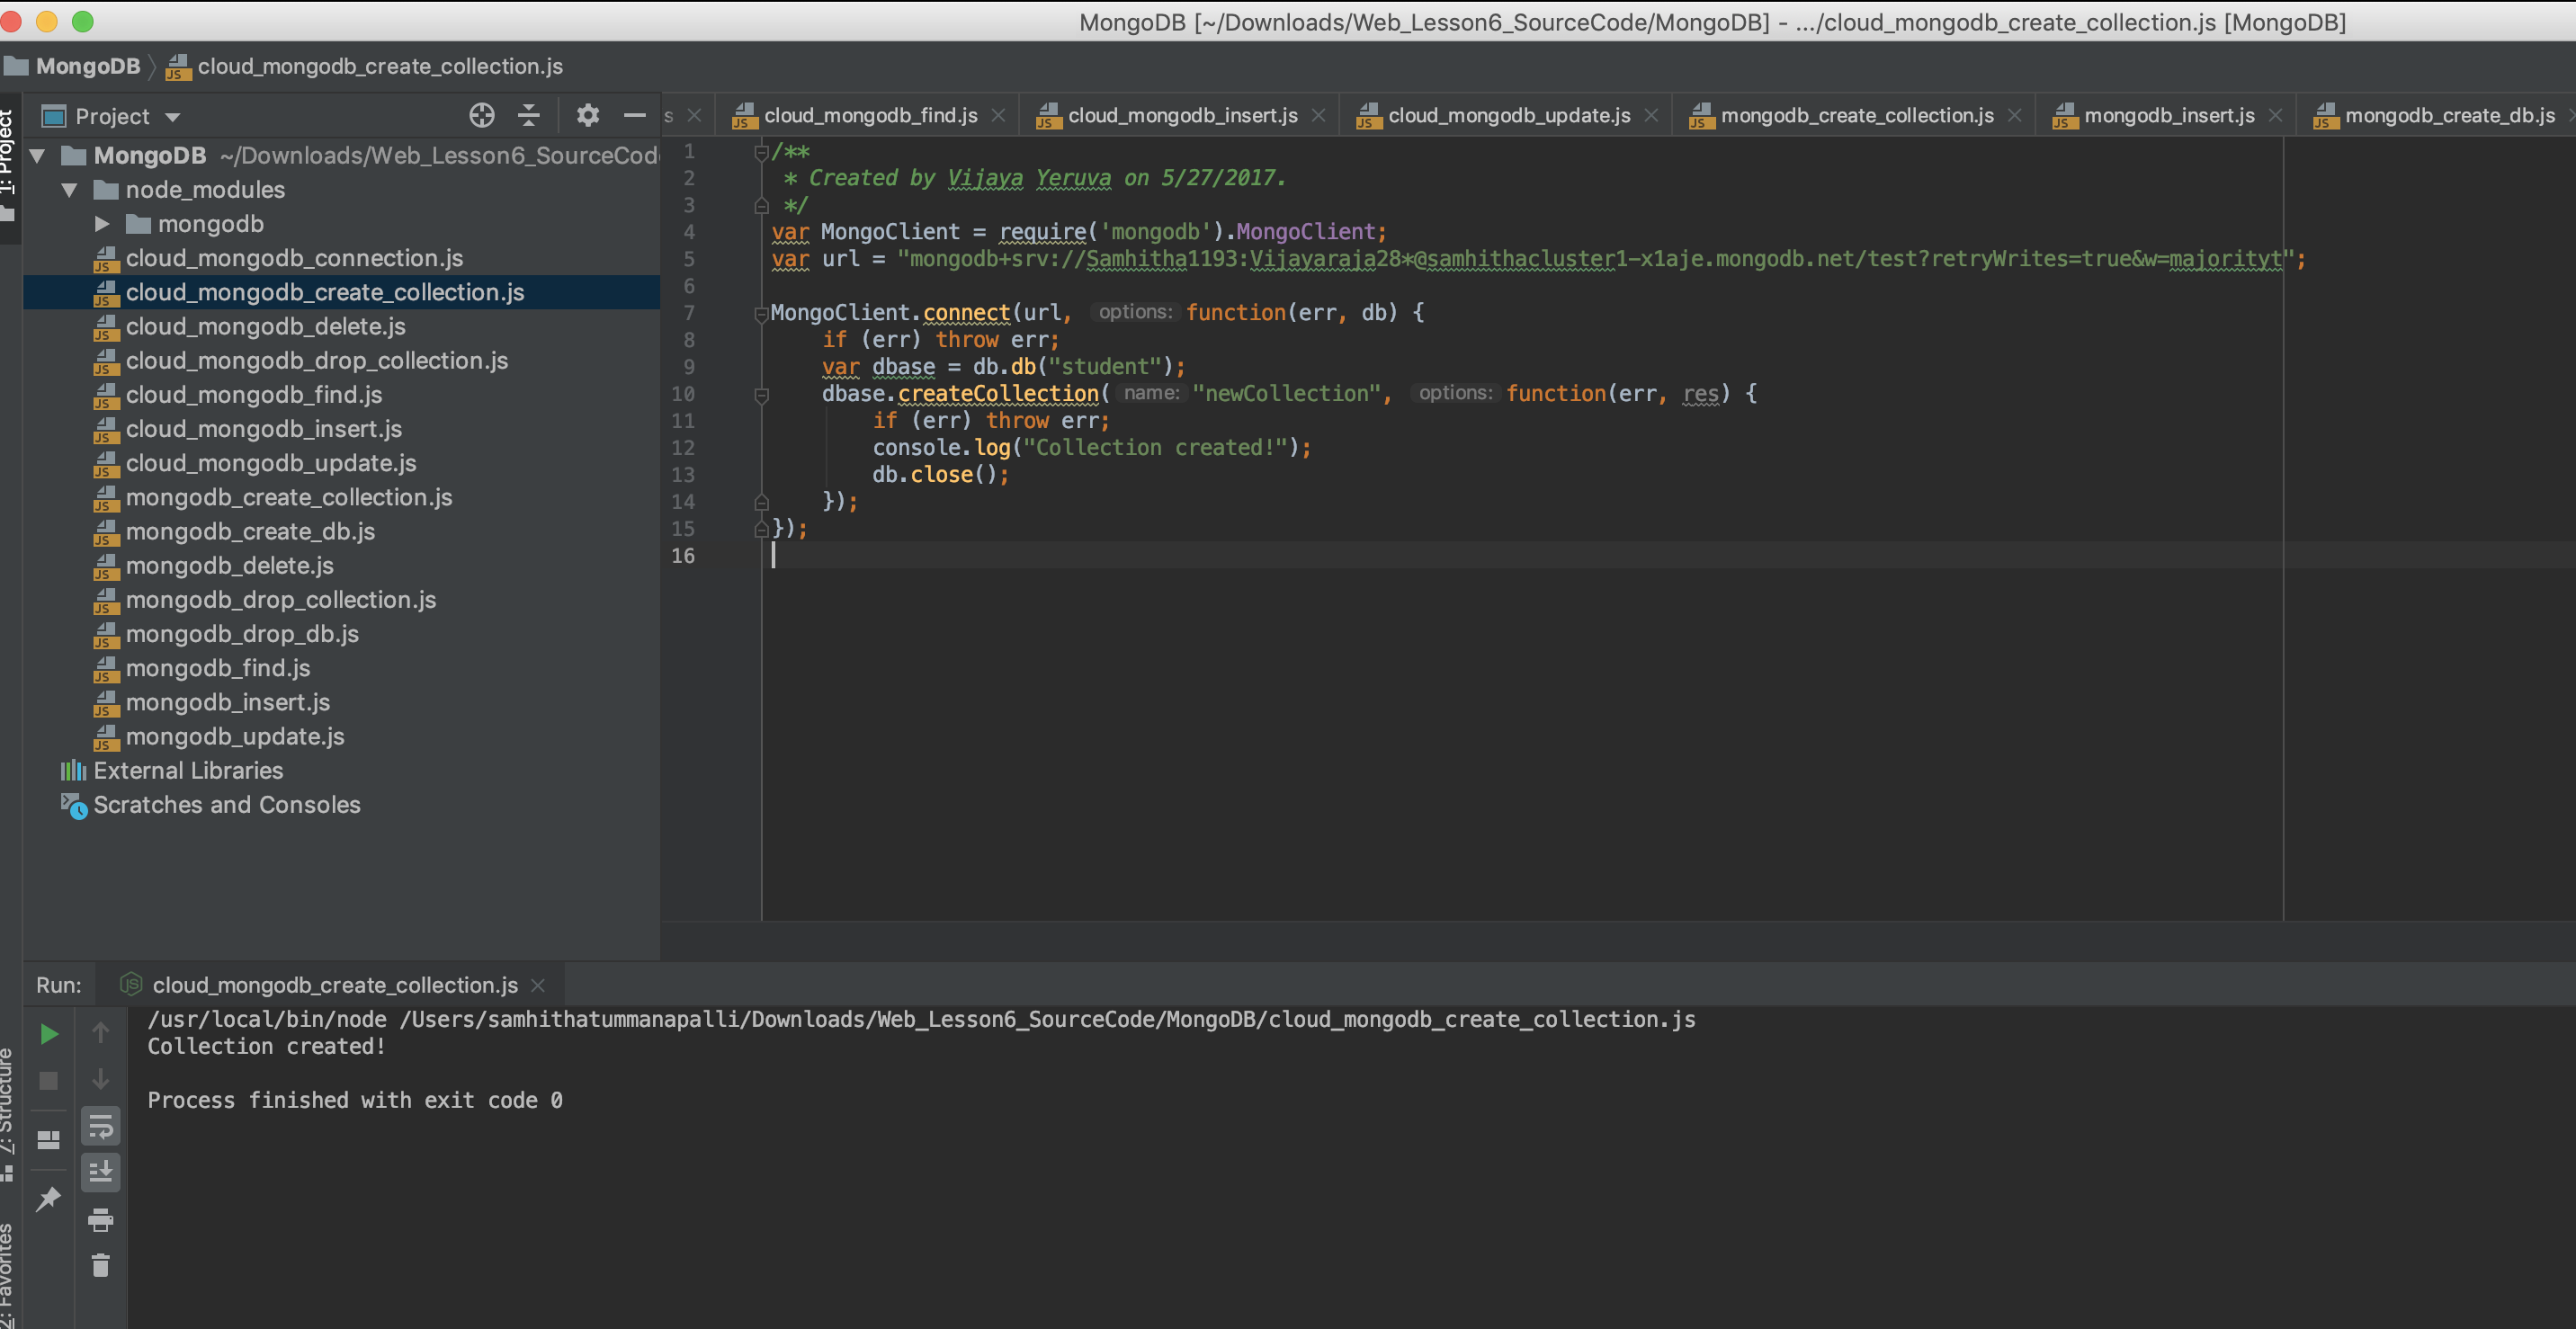 MongoDB [~/Downloads/Web_Lesson6_SourceCode/MongoDB] - .../cloud_mongodb_create_collection.js [MongoDB]
MongoDB cloud_mongodb_create_collection.js
1: Project
Project
s cloud_mongodb_find.js cloud_mongodb_insert.js cloud_mongodb_update.js mongodb_create_collection.js mongodb_insert.js mongodb_create_db.js
MongoDB ~/Downloads/Web_Lesson6_SourceCod
node_modules
mongodb
cloud_mongodb_connection.js
cloud_mongodb_create_collection.js
cloud_mongodb_delete.js
cloud_mongodb_drop_collection.js
cloud_mongodb_find.js
cloud_mongodb_insert.js
cloud_mongodb_update.js
mongodb_create_collection.js
mongodb_create_db.js
mongodb_delete.js
mongodb_drop_collection.js
mongodb_drop_db.js
mongodb_find.js
mongodb_insert.js
mongodb_update.js
External Libraries
Scratches and Consoles
1 /**
2 * Created by Vijaya Yeruva on 5/27/2017.
3 */
4 var MongoClient = require('mongodb').MongoClient;
5 var url = "mongodb+srv://Samhitha1193:Vijayaraja28*@samhithacluster1-x1aje.mongodb.net/test?retryWrites=true&w=majorityt";
6
7 MongoClient.connect(url, options: function(err, db) {
8 if (err) throw err;
9 var dbase = db.db("student");
10 dbase.createCollection( name: "newCollection", options: function(err, res) {
11 if (err) throw err;
12 console.log("Collection created!");
13 db.close();
14 });
15 });
16
Run: cloud_mongodb_create_collection.js
/usr/local/bin/node /Users/samhithatummanapalli/Downloads/Web_Lesson6_SourceCode/MongoDB/cloud_mongodb_create_collection.js
Collection created!
Process finished with exit code 0
7: Structure
2: Favorites